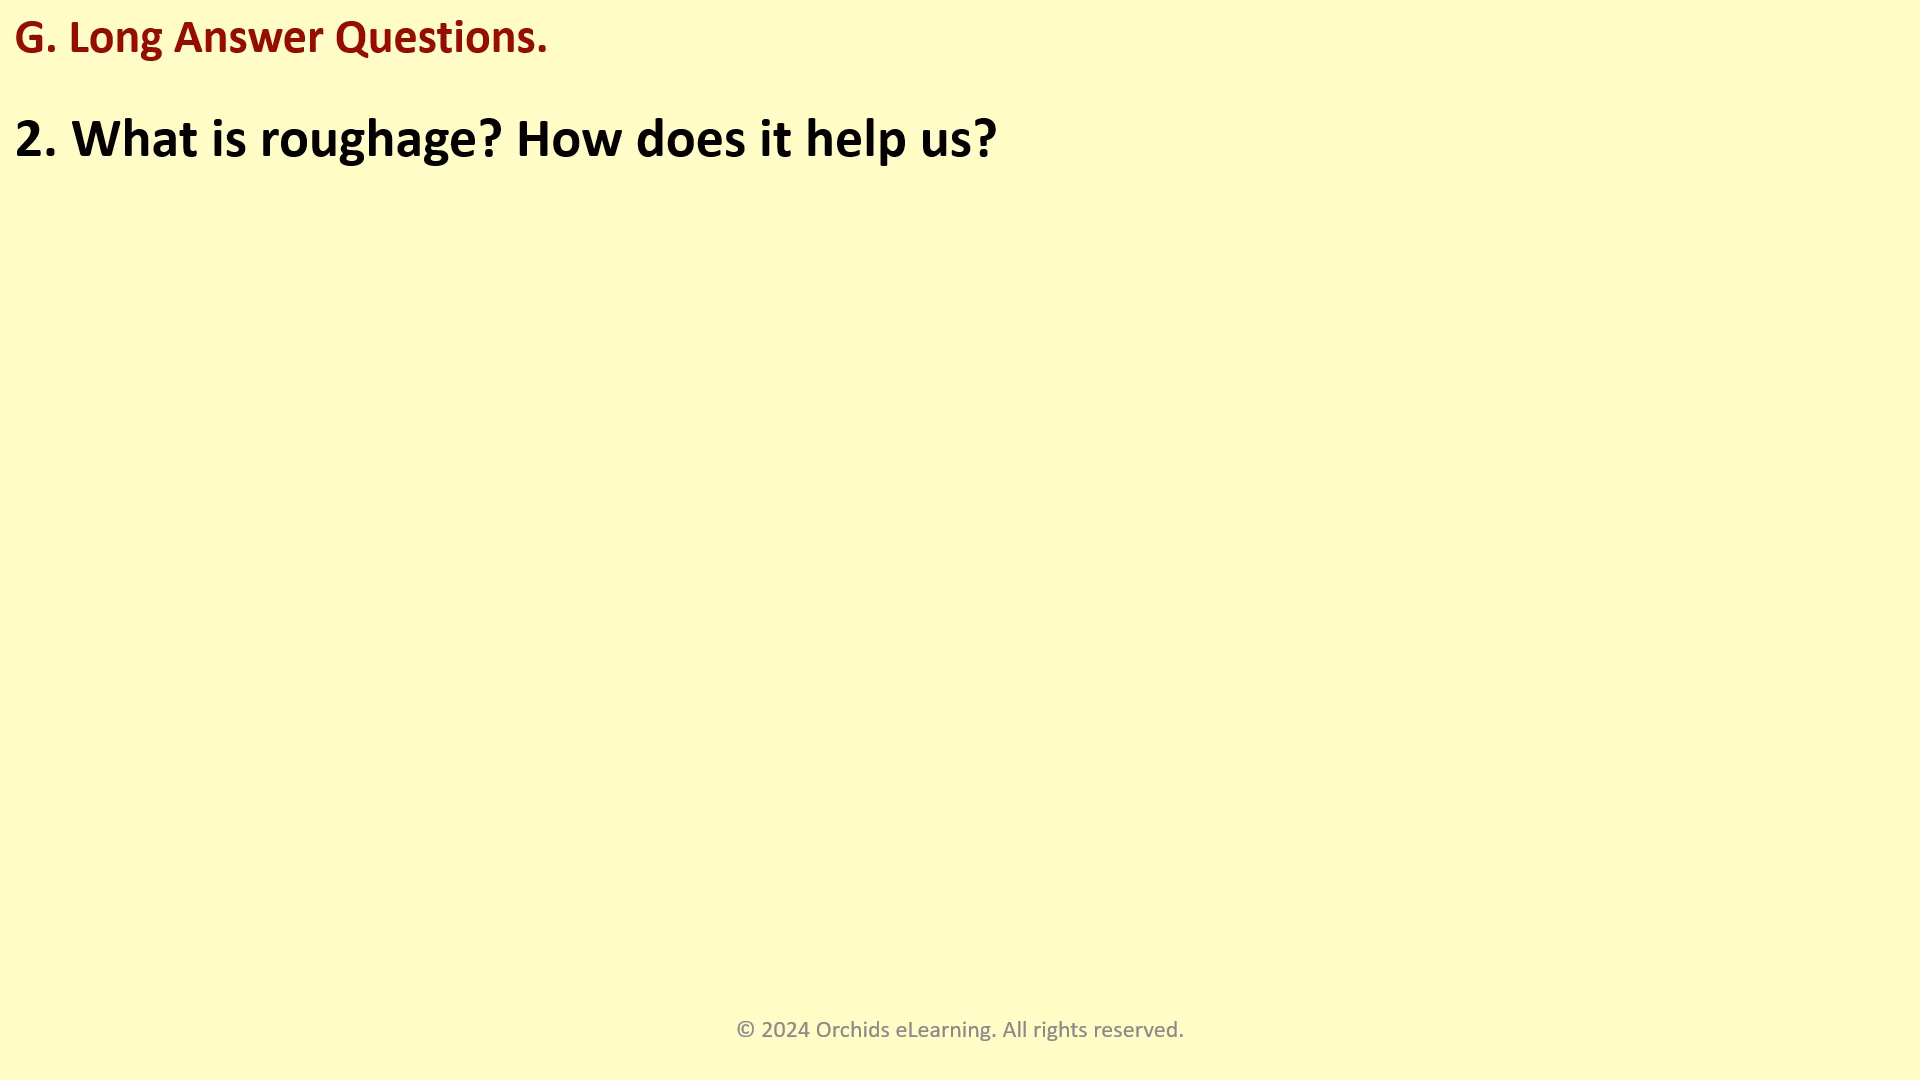 G. Long Answer Questions.
2. What is roughage? How does it help us?
© 2024 Orchids eLearning. All rights reserved.